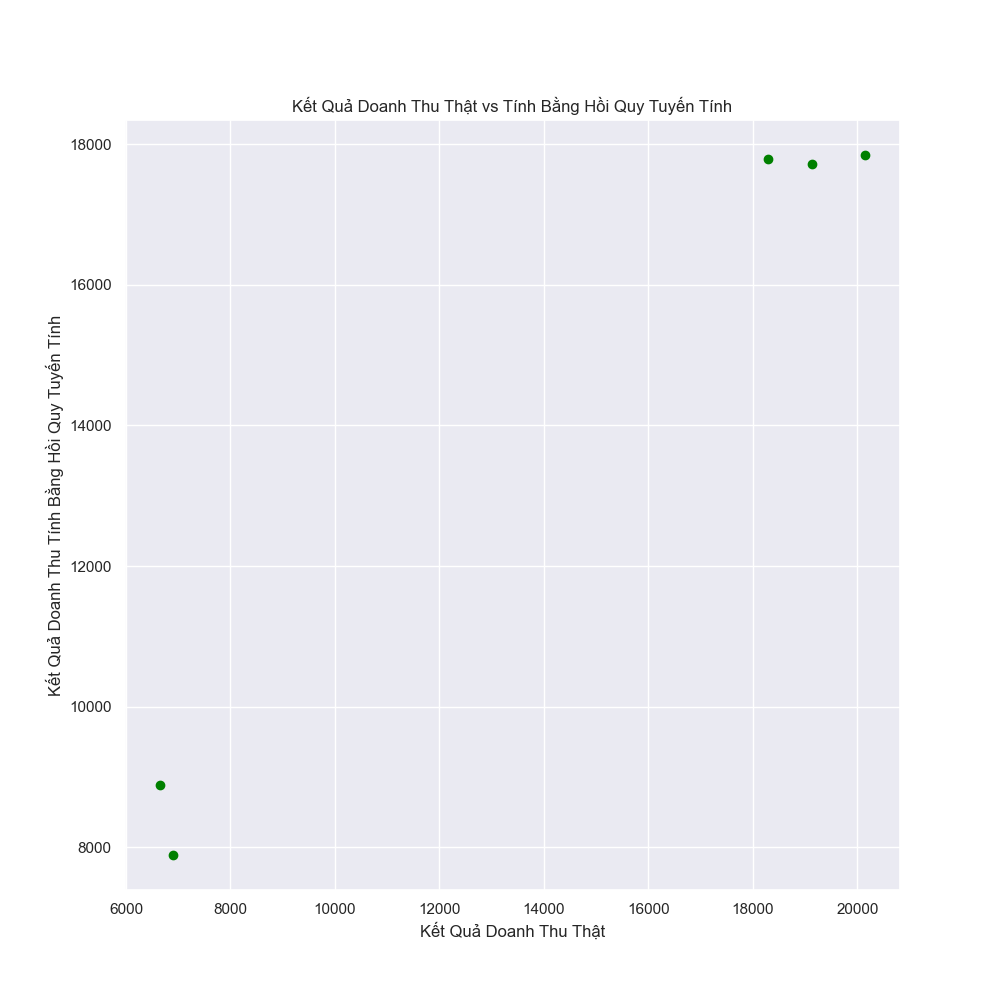 Kết Quả Doanh Thu Thật vs Tính Bằng Hồi Quy Tuyến Tính
Kết Quả Doanh Thu Tính Bằng Hồi Quy Tuyến Tính
18000
16000
14000
12000
10000
8000
6000 8000 10000 12000 14000 16000 18000 20000
Kết Quả Doanh Thu Thật